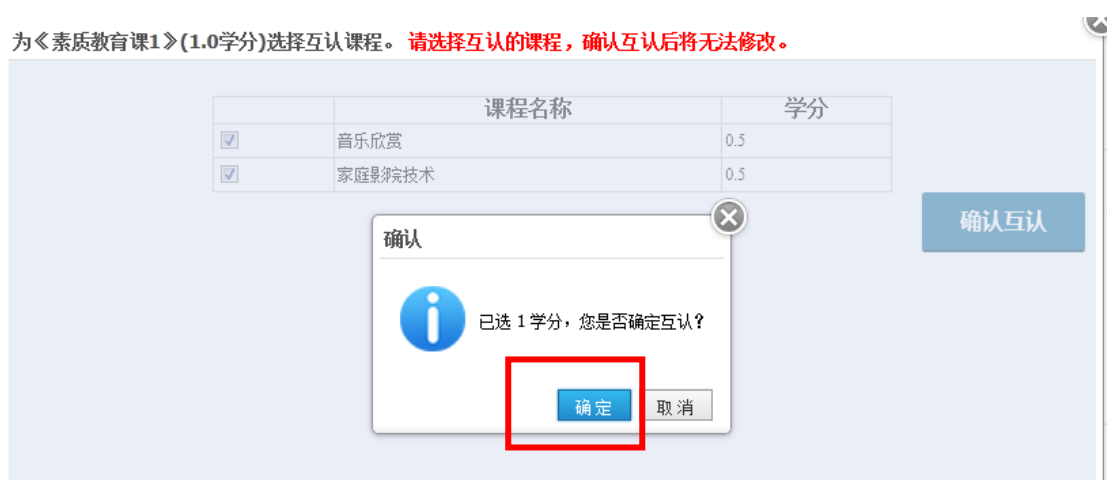 为《素质教育课1》(1.0学分)选择互认课程。 请选择互认的课程，确认互认后将无法修改。
课程名称 学分
音乐欣赏 0.5
家庭影院技术 0.5
确认互认
确认
已选 1 学分，您是否确定互认？
确定 取消